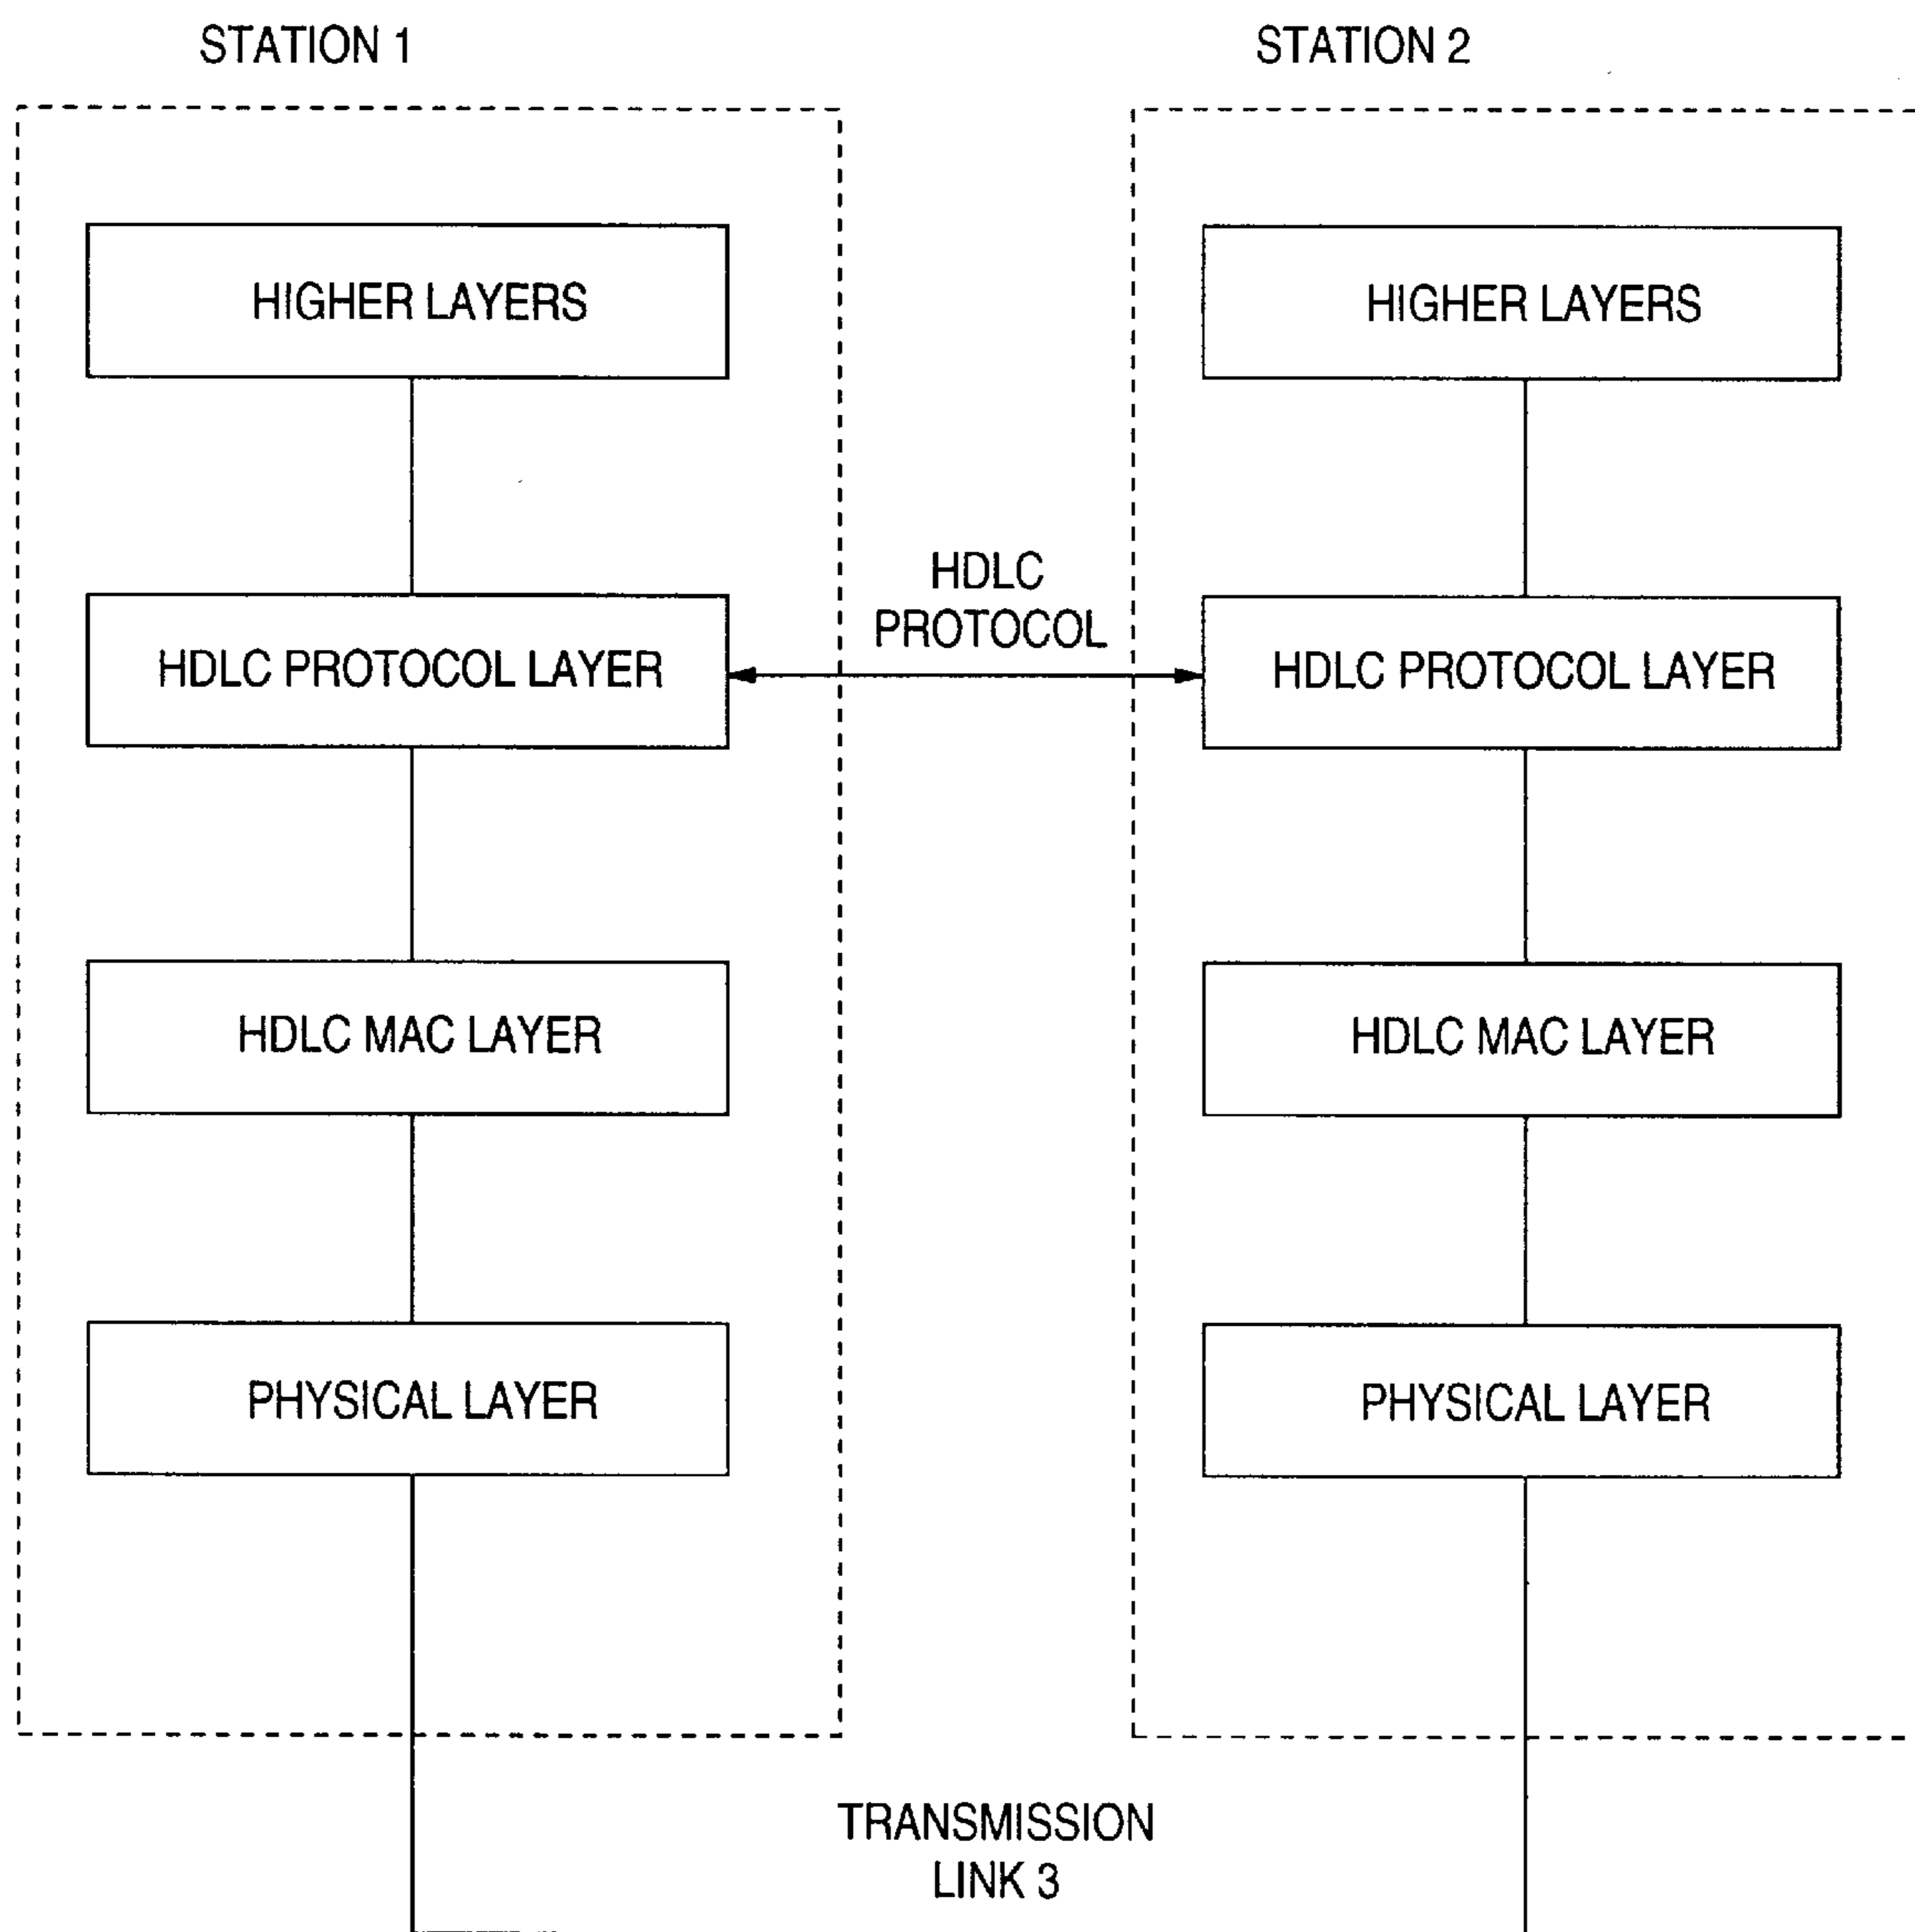 STATION 1
STATION 2
HIGHER LAYERS
HIGHER LAYERS
HDLC
PROTOCOL
HDLC PROTOCOL LAYER
HDLC PROTOCOL LAYER
HDLC MAC LAYER
HDLC MAC LAYER
PHYSICAL LAYER
PHYSICAL LAYER
TRANSMISSION
LINK 3